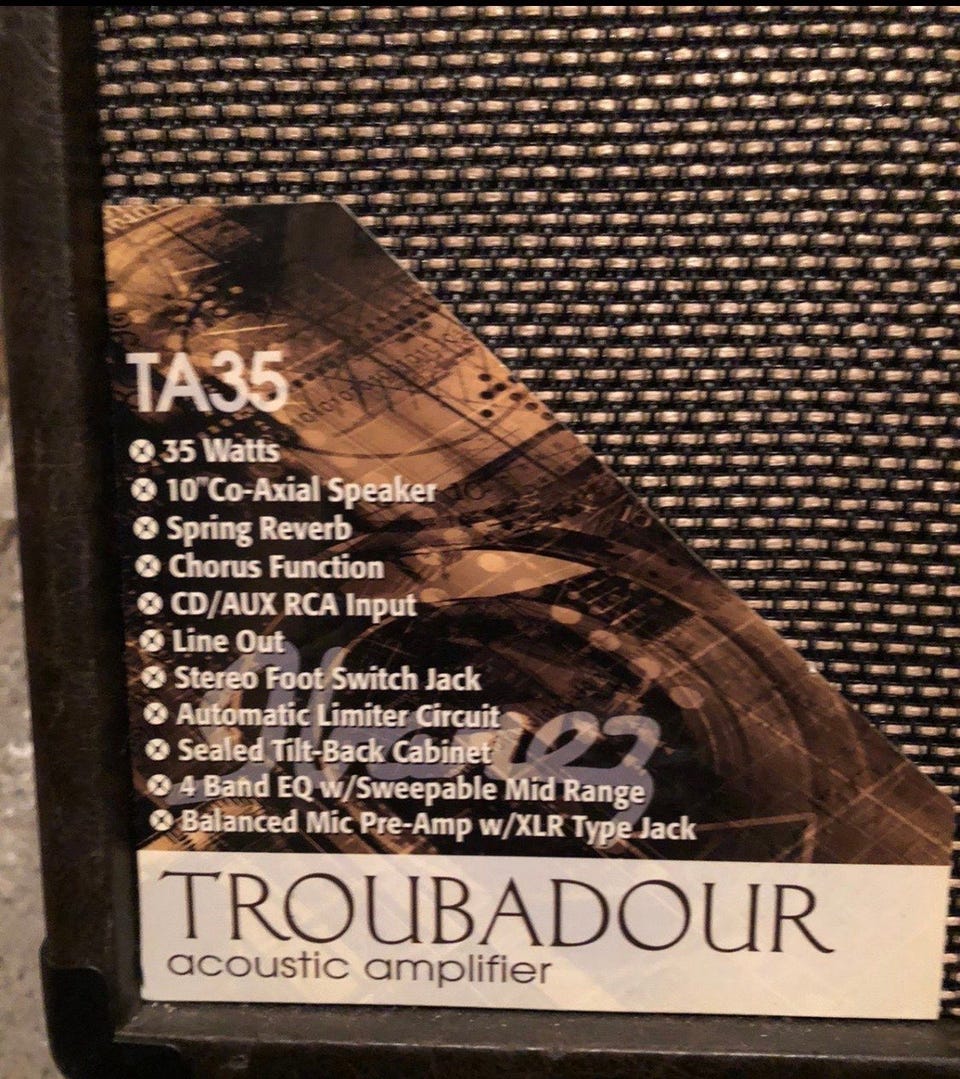 TA35
35 Watts
10"Co-Axial Speaker
Spring Reverb
Chorus Function
CD/AUX RCA Input
Line Out
Stereo Foot Switch Jack
Automatic Limiter Circuit
Sealed Tilt-Back Cabinet
4 Band EQ w/Sweepable Mid Range
Balanced Mic Pre-Amp w/XLR Type Jack
Ibanez
TROUBADOUR
acoustic amplifier